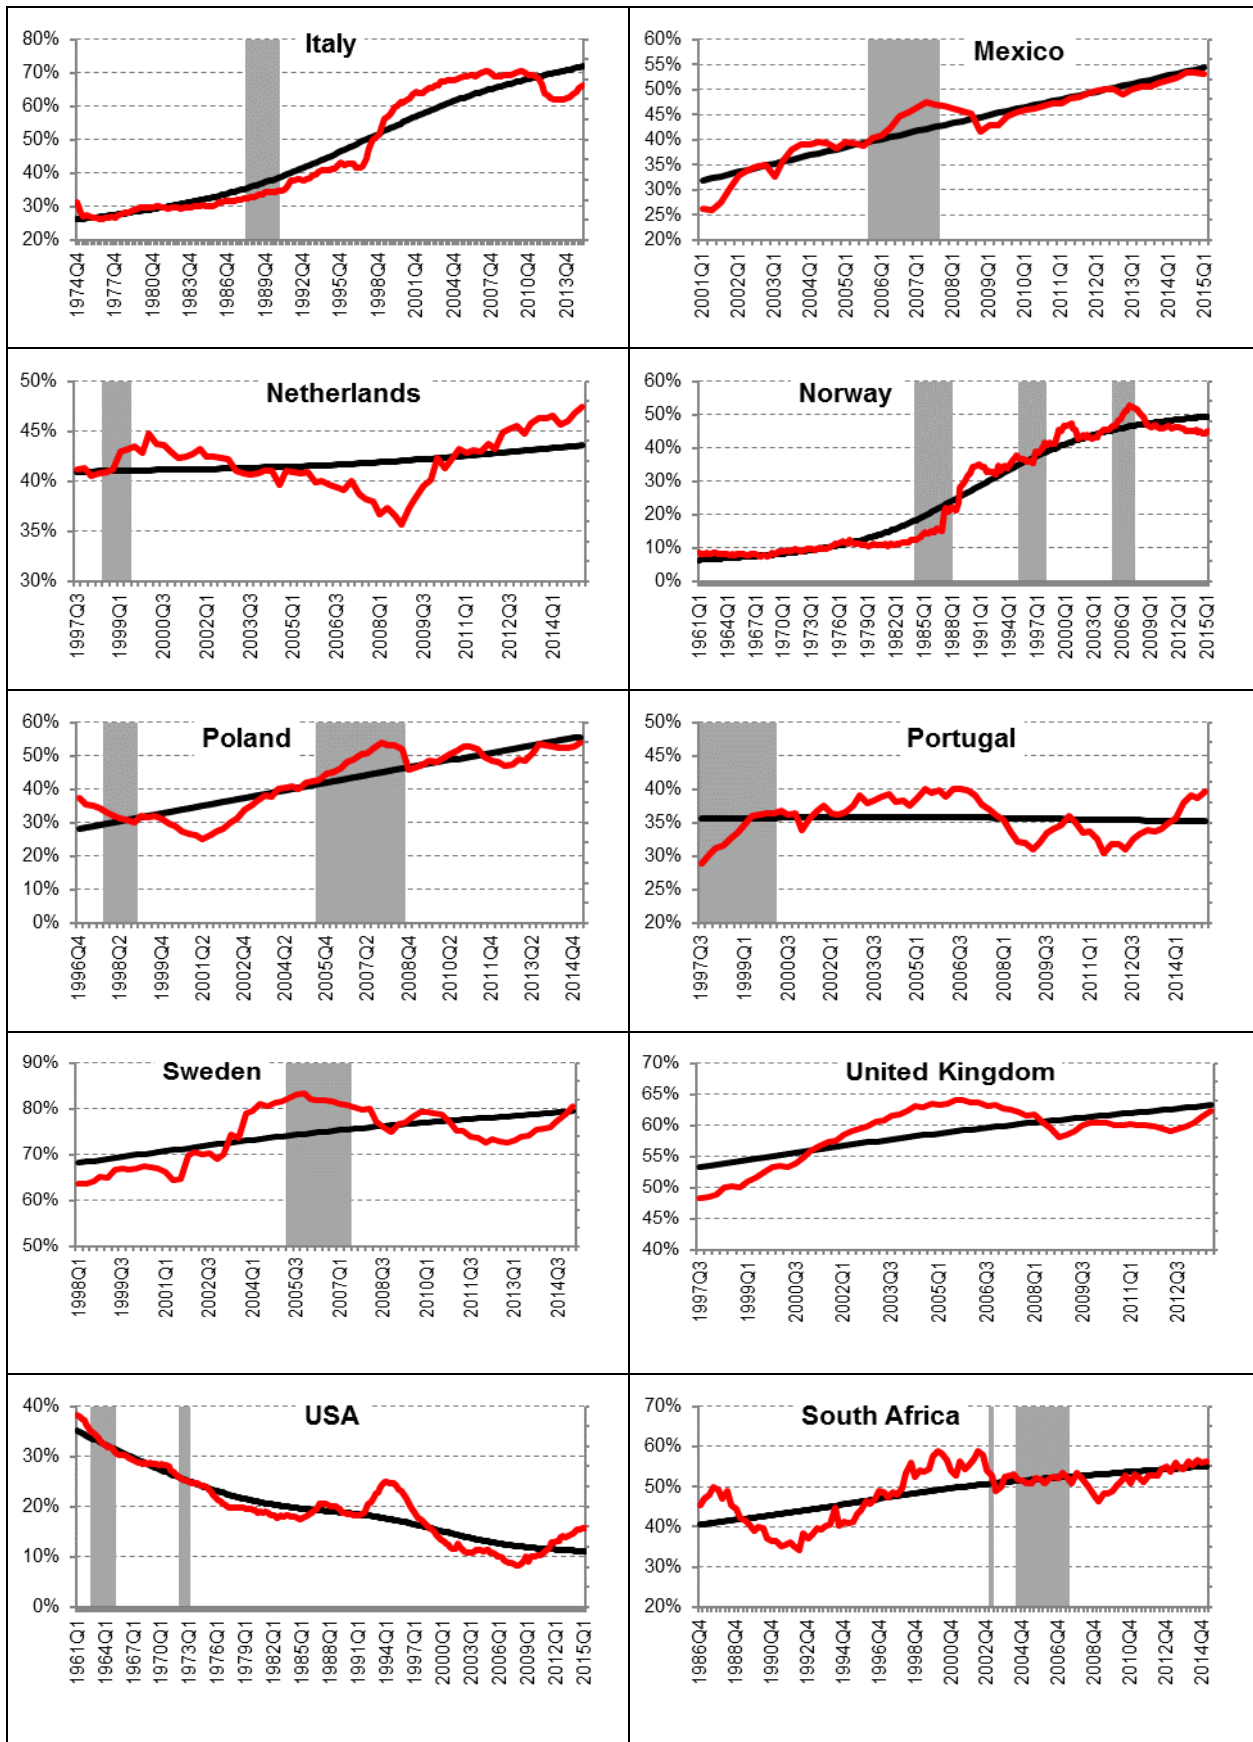 Italy
80%
70%
60%
50%
40%
30%
20%
1974Q4
1977Q4
1980Q4
1983Q4
1986Q4
1989Q4
1992Q4
1995Q4
1998Q4
2001Q4
2004Q4
2007Q4
2010Q4
2013Q4
Mexico
60%
55%
50%
45%
40%
35%
30%
25%
20%
2001Q1
2002Q1
2003Q1
2004Q1
2005Q1
2006Q1
2007Q1
2008Q1
2009Q1
2010Q1
2011Q1
2012Q1
2013Q1
2014Q1
2015Q1
Netherlands
50%
45%
40%
35%
30%
1997Q3
1999Q1
2000Q3
2002Q1
2003Q3
2005Q1
2006Q3
2008Q1
2009Q3
2011Q1
2012Q3
2014Q1
Norway
60%
50%
40%
30%
20%
10%
0%
1961Q1
1964Q1
1967Q1
1970Q1
1973Q1
1976Q1
1979Q1
1982Q1
1985Q1
1988Q1
1991Q1
1994Q1
1997Q1
2000Q1
2003Q1
2006Q1
2009Q1
2012Q1
2015Q1
Poland
60%
50%
40%
30%
20%
10%
0%
1996Q4
1998Q2
1999Q4
2001Q2
2002Q4
2004Q2
2005Q4
2007Q2
2008Q4
2010Q2
2011Q4
2013Q2
2014Q4
Portugal
50%
45%
40%
35%
30%
25%
20%
1997Q3
1999Q1
2000Q3
2002Q1
2003Q3
2005Q1
2006Q3
2008Q1
2009Q3
2011Q1
2012Q3
2014Q1
Sweden
90%
80%
70%
60%
50%
1998Q1
1999Q3
2001Q1
2002Q3
2004Q1
2005Q3
2007Q1
2008Q3
2010Q1
2011Q3
2013Q1
2014Q3
United Kingdom
70%
65%
60%
55%
50%
45%
40%
1997Q3
1999Q1
2000Q3
2002Q1
2003Q3
2005Q1
2006Q3
2008Q1
2009Q3
2011Q1
2012Q3
USA
40%
30%
20%
10%
0%
1961Q1
1964Q1
1967Q1
1970Q1
1973Q1
1976Q1
1979Q1
1982Q1
1985Q1
1988Q1
1991Q1
1994Q1
1997Q1
2000Q1
2003Q1
2006Q1
2009Q1
2012Q1
2015Q1
South Africa
70%
60%
50%
40%
30%
20%
1986Q4
1988Q4
1990Q4
1992Q4
1994Q4
1996Q4
1998Q4
2000Q4
2002Q4
2004Q4
2006Q4
2008Q4
2010Q4
2012Q4
2014Q4